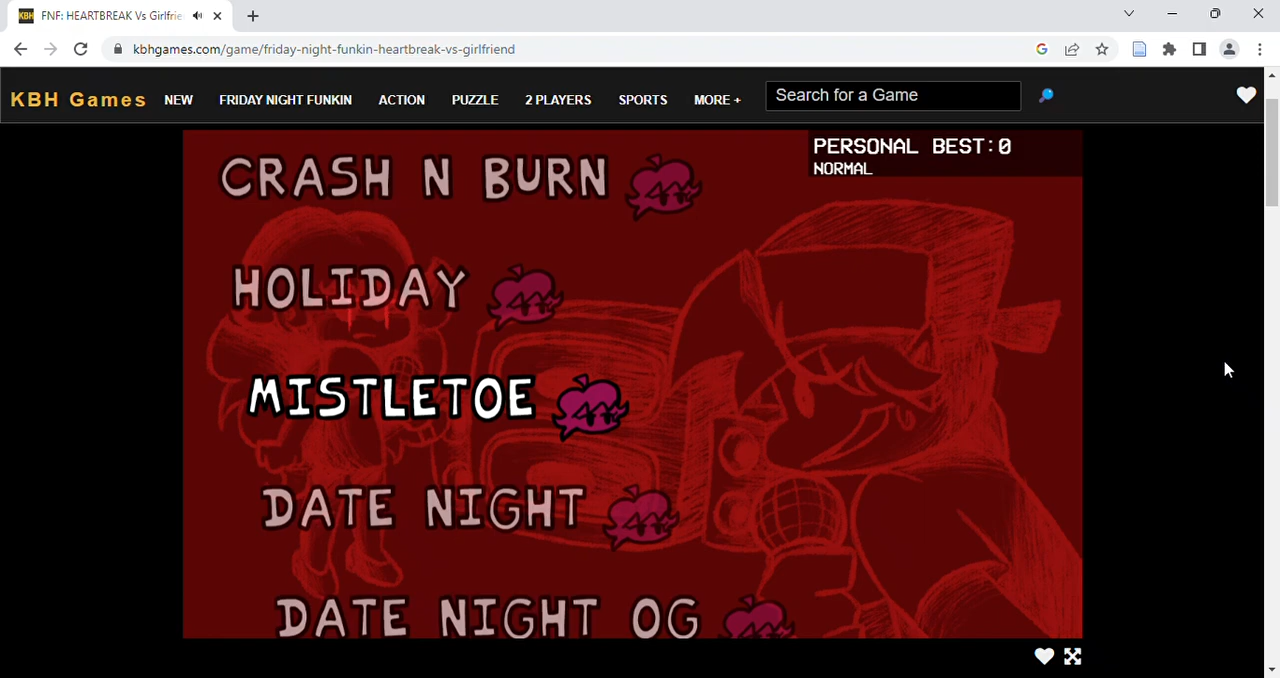 KBH FNF: HEARTBREAK Vs Girlfrie
kbhgames.com/game/friday-night-funkin-heartbreak-vs-girlfriend
KBH Games NEW FRIDAY NIGHT FUNKIN ACTION PUZZLE 2 PLAYERS SPORTS MORE + Search for a Game
CRASH N BURN
PERSONAL BEST:0
NORMAL
HOLIDAY
MISTLETOE
DATE NIGHT
DATE NIGHT OG